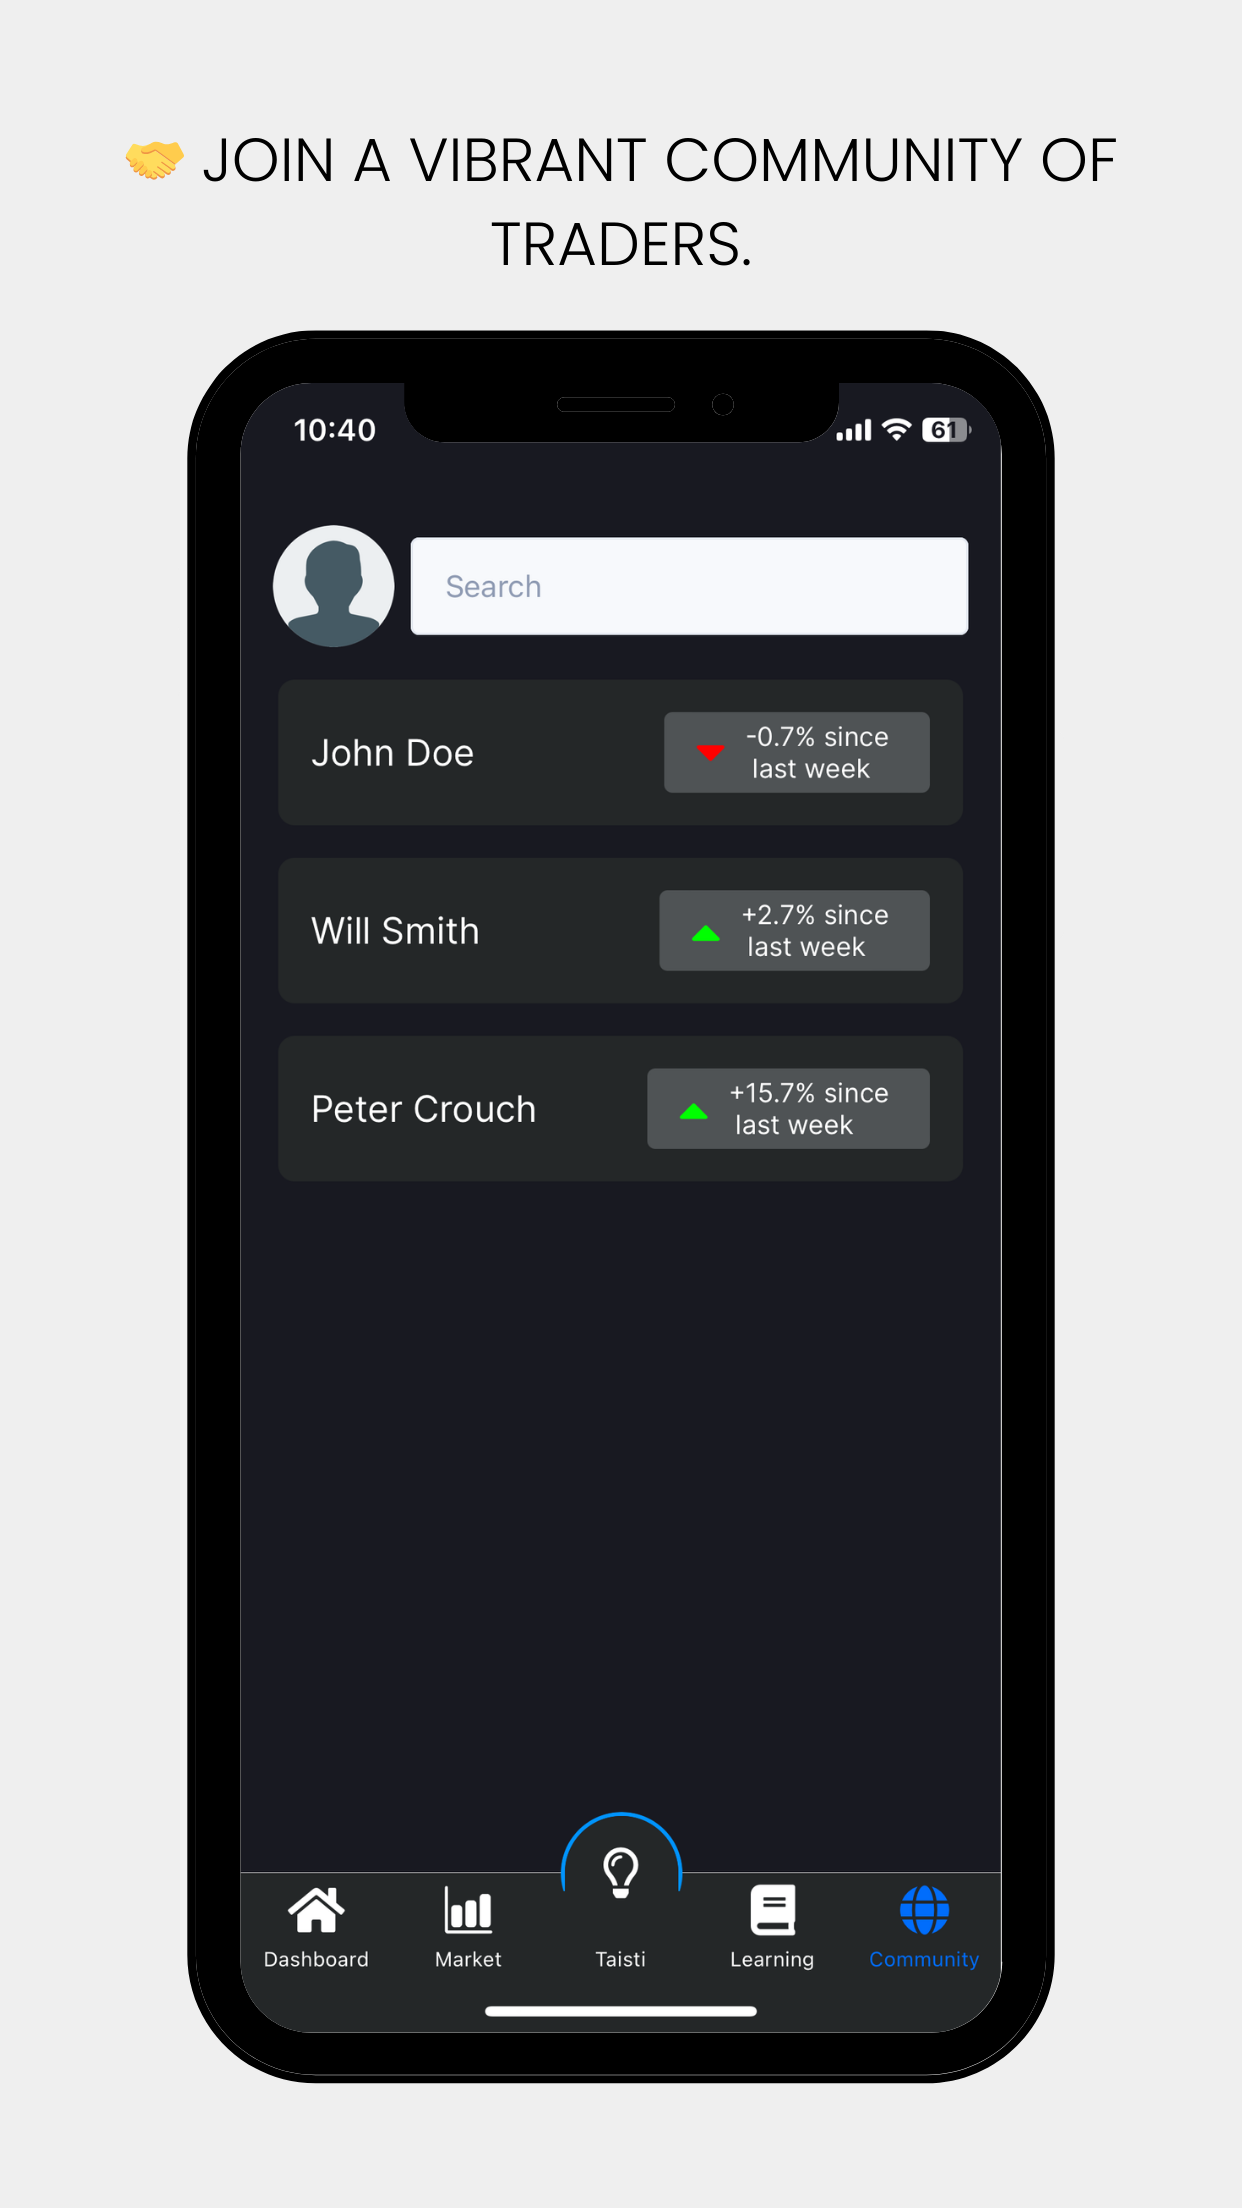 🤝 JOIN A VIBRANT COMMUNITY OF
TRADERS.
10:40
61
Search
John Doe
-0.7% since
last week
Will Smith
+2.7% since
last week
Peter Crouch
+15.7% since
last week
Dashboard
Market
Taisti
Learning
Community